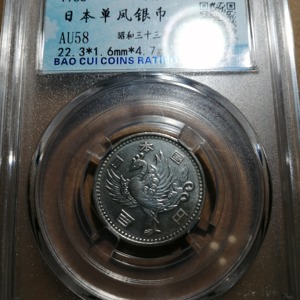 日本单凤银币
AU58 昭和三十三
22.3*1.6mm*4.7
BAO CUI COINS RATI
日本国
百円